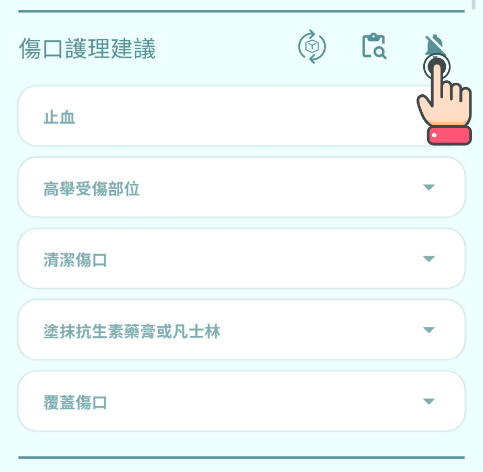 傷口護理建議
止血
高舉受傷部位
清潔傷口
塗抹抗生素藥膏或凡士林
覆蓋傷口